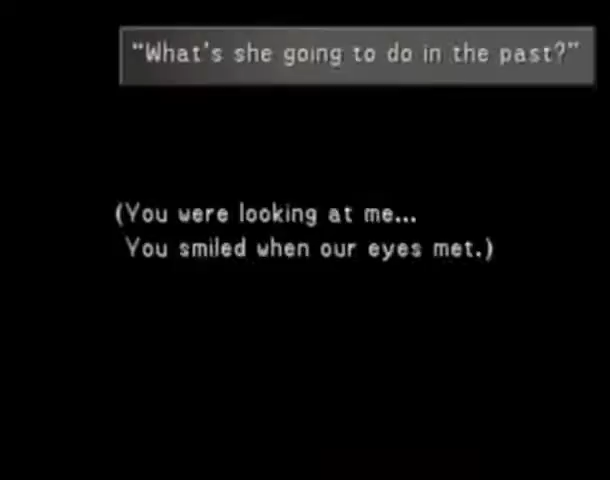 “What's she going to do in the past?”
(You were looking at me...
You smiled when our eyes met.)